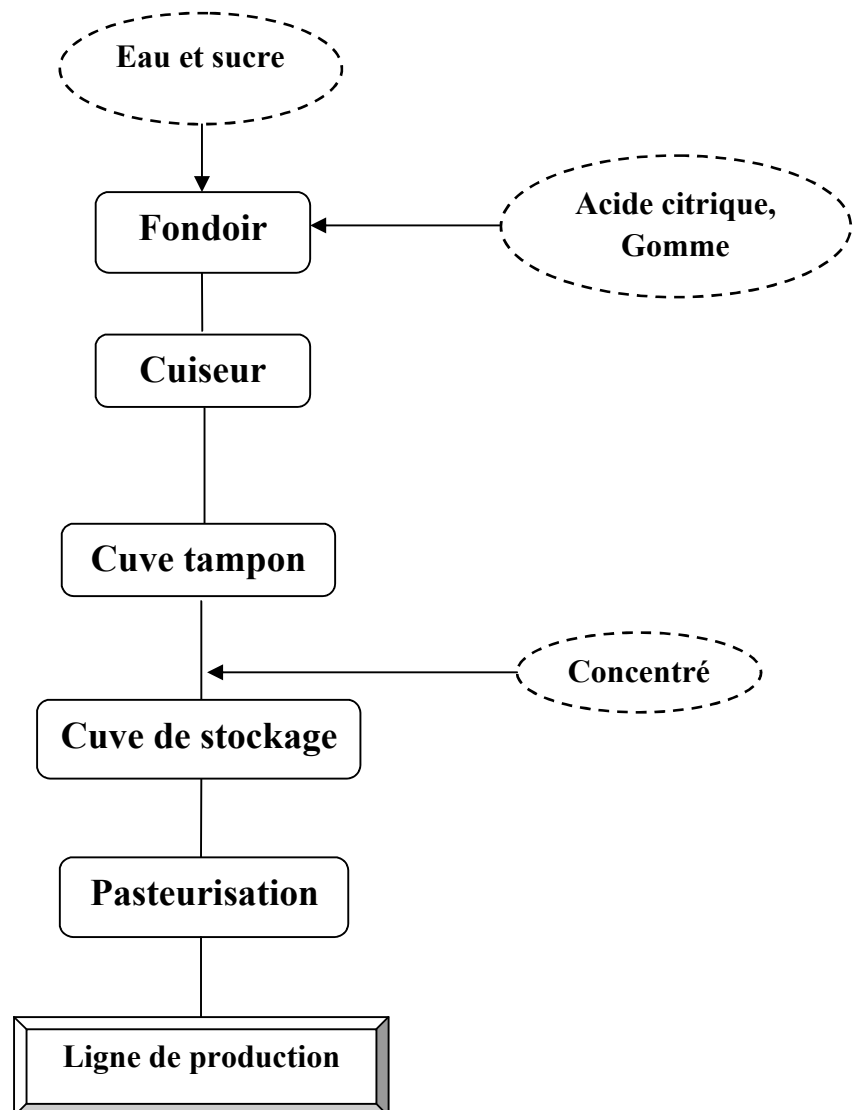 Eau et sucre
Fondoir
Acide citrique,
Gomme
Cuiseur
Cuve tampon
Concentré
Cuve de stockage
Pasteurisation
Ligne de production